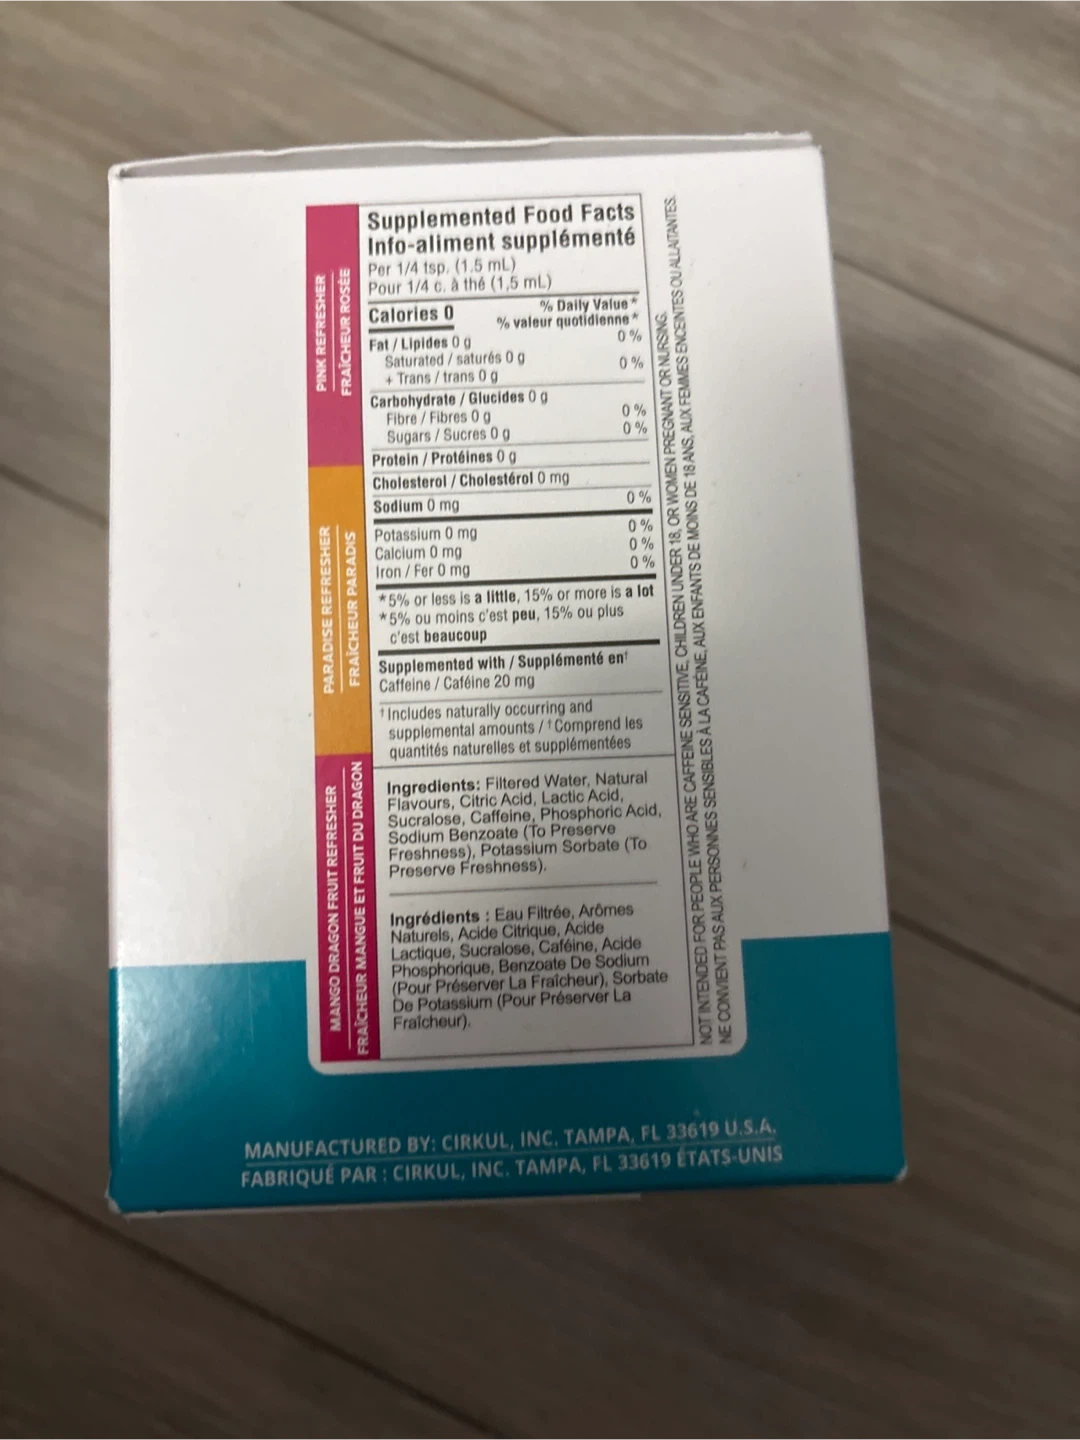 PINK REFRESHER
FRAÎCHEUR ROSÉE
PARADISE REFRESHER
FRAÎCHEUR PARADIS
MANGO DRAGON FRUIT REFRESHER
FRAÎCHEUR MANGUE ET FRUIT DU DRAGON
Supplemented Food Facts
Info-aliment supplémenté
Per 1/4 tsp. (1.5 mL)
Pour 1/4 c. à thé (1,5 mL)
Calories 0
% Daily Value*
% valeur quotidienne*
Fat / Lipides 0 g 0 %
Saturated / saturés 0 g
+ Trans / trans 0 g 0 %
Carbohydrate / Glucides 0 g
Fibre / Fibres 0 g 0 %
Sugars / Sucres 0 g 0 %
Protein / Protéines 0 g
Cholesterol / Cholestérol 0 mg
Sodium 0 mg 0 %
Potassium 0 mg 0 %
Calcium 0 mg 0 %
Iron / Fer 0 mg 0 %
*5% or less is a little, 15% or more is a lot
*5% ou moins c'est peu, 15% ou plus
c'est beaucoup
Supplemented with / Supplémenté en†
Caffeine / Caféine 20 mg
†Includes naturally occurring and
supplemental amounts / †Comprend les
quantités naturelles et supplémentées
Ingredients: Filtered Water, Natural
Flavours, Citric Acid, Lactic Acid,
Sucralose, Caffeine, Phosphoric Acid,
Sodium Benzoate (To Preserve
Freshness), Potassium Sorbate (To
Preserve Freshness).
Ingrédients : Eau Filtrée, Arômes
Naturels, Acide Citrique, Acide
Lactique, Sucralose, Caféine, Acide
Phosphorique, Benzoate De Sodium
(Pour Préserver La Fraîcheur), Sorbate
De Potassium (Pour Préserver La
Fraîcheur).
NOT INTENDED FOR PEOPLE WHO ARE CAFFEINE SENSITIVE, CHILDREN UNDER 18, OR WOMEN PREGNANT OR NURSING.
NE CONVIENT PAS AUX PERSONNES SENSIBLES À LA CAFÉINE, AUX ENFANTS DE MOINS DE 18 ANS, AUX FEMMES ENCEINTES OU ALLAITANTES.
MANUFACTURED BY: CIRKUL, INC. TAMPA, FL 33619 U.S.A.
FABRIQUÉ PAR : CIRKUL, INC. TAMPA, FL 33619 ÉTATS-UNIS